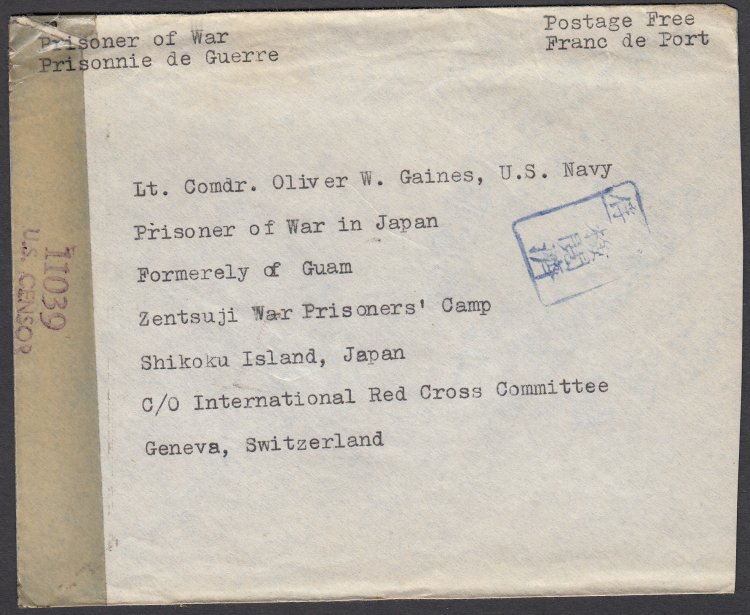 Prisoner of War
Prisonnie de Guerre
Postage Free
Franc de Port
Lt. Comdr. Oliver W. Gaines, U.S. Navy
Prisoner of War in Japan
Formerely of Guam
Zentsuji War Prisoners' Camp
Shikoku Island, Japan
C/O International Red Cross Committee
Geneva, Switzerland
11039
U.S. CENSOR
俘
検閲
済